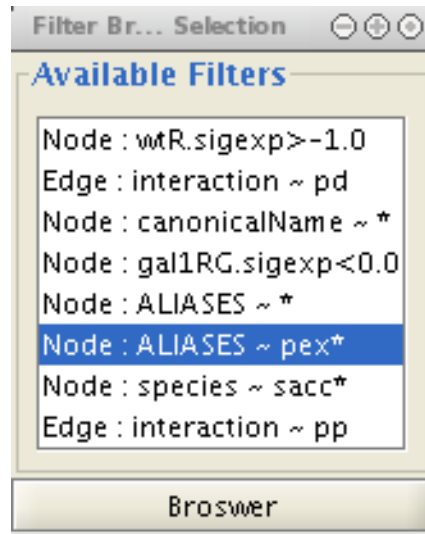 Filter Br... Selection
Available Filters
Node : wtR.sigexp>-1.0
Edge : interaction ~ pd
Node : canonicalName ~ *
Node : gal1RG.sigexp<0.0
Node : ALIASES ~ *
Node : ALIASES ~ pex*
Node : species ~ sacc*
Edge : interaction ~ pp
Broswer